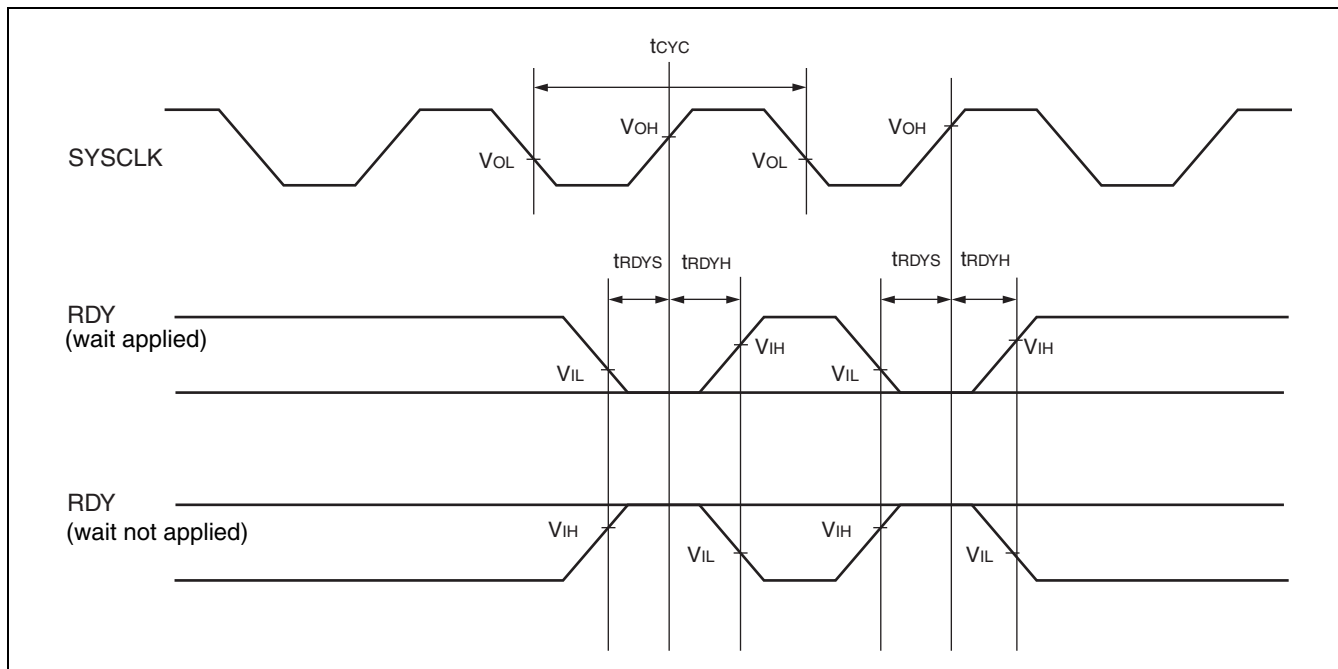 tCYC
VOH
VOH
SYSCLK
VOL
VOL
tRDYS
tRDYH
tRDYS
tRDYH
RDY
(wait applied)
VIH
VIH
VIL
VIL
RDY
(wait not applied)
VIH
VIH
VIL
VIL